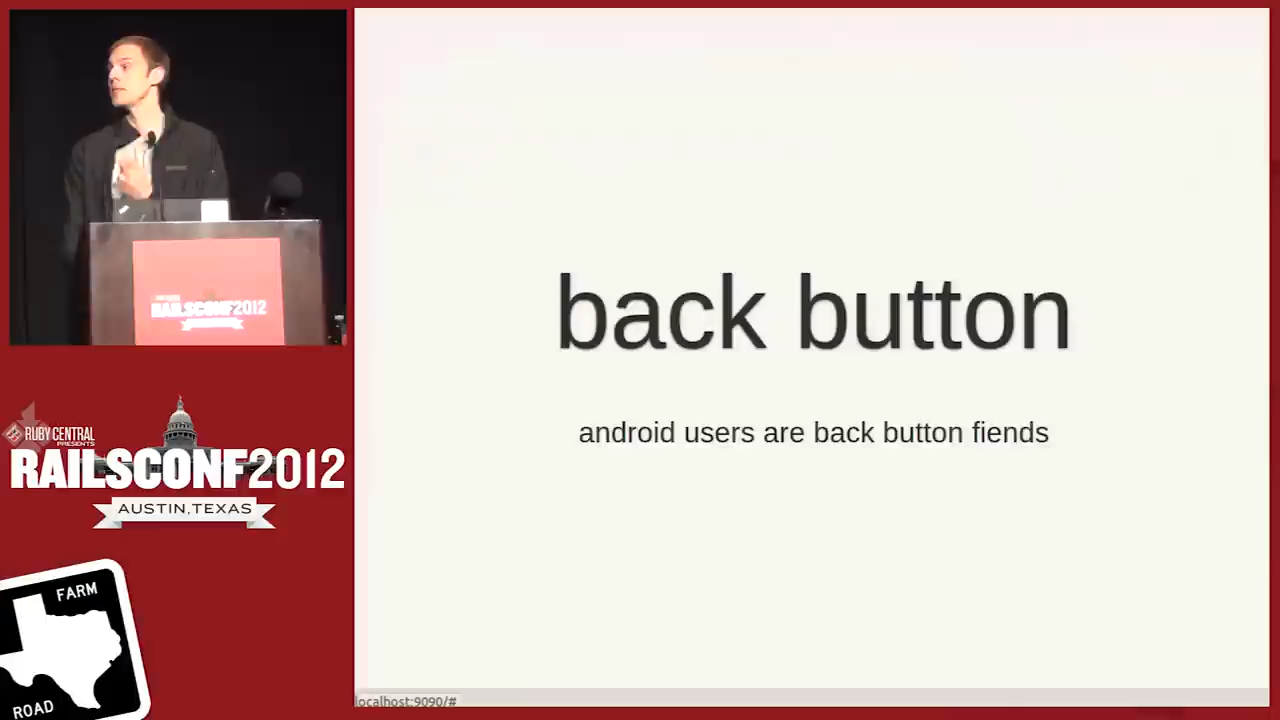 RAILSCONF2012
RUBY CENTRAL
PRESENTS
RAILSCONF2012
AUSTIN, TEXAS
FARM
ROAD
back button
android users are back button fiends
localhost:9090/#